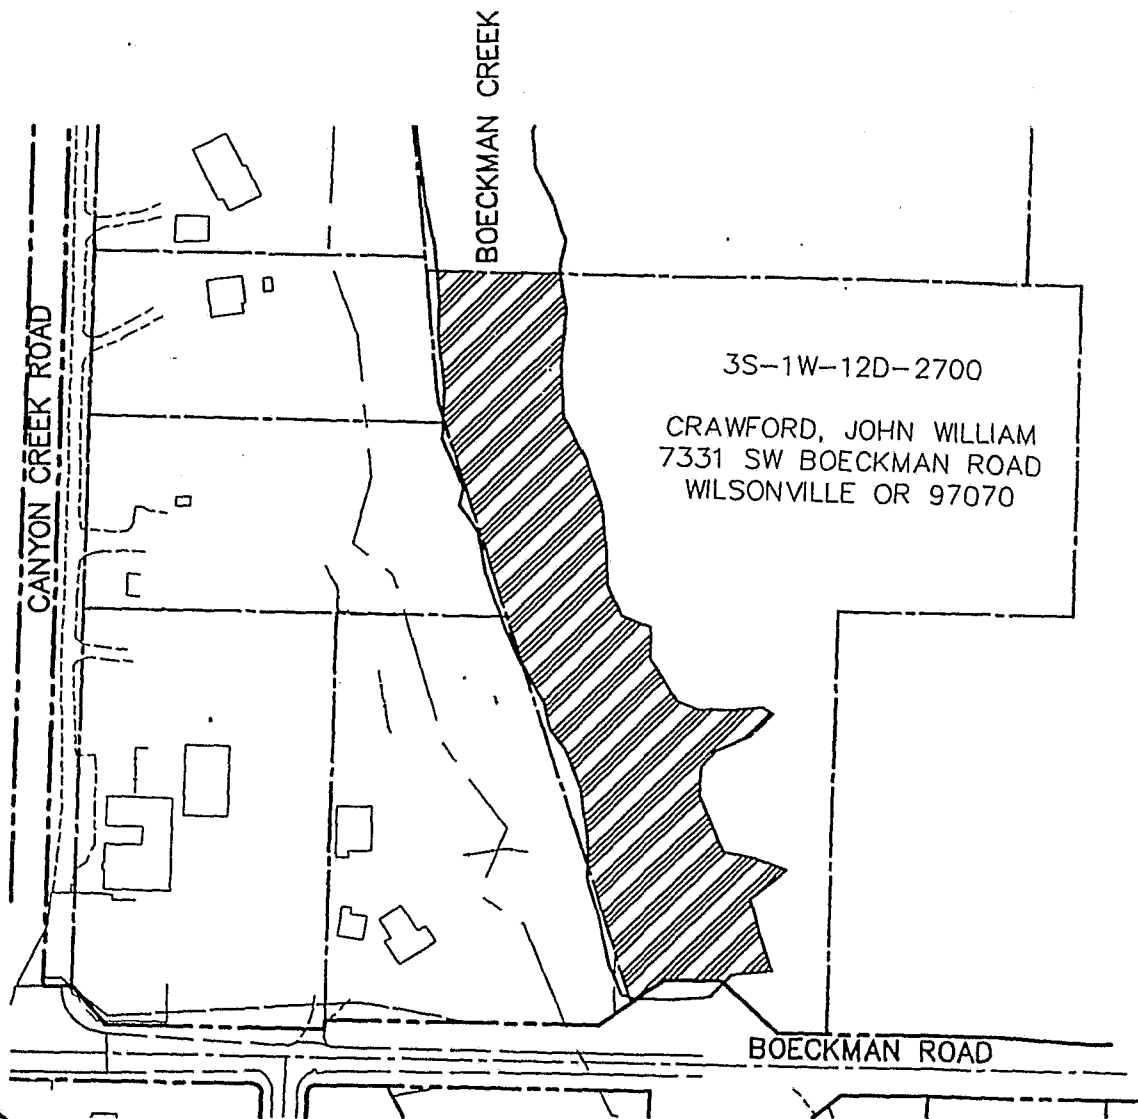 BOECKMAN CREEK
CANYON CREEK ROAD
3S-1W-12D-2700
CRAWFORD, JOHN WILLIAM
7331 SW BOECKMAN ROAD
WILSONVILLE OR 97070
BOECKMAN ROAD